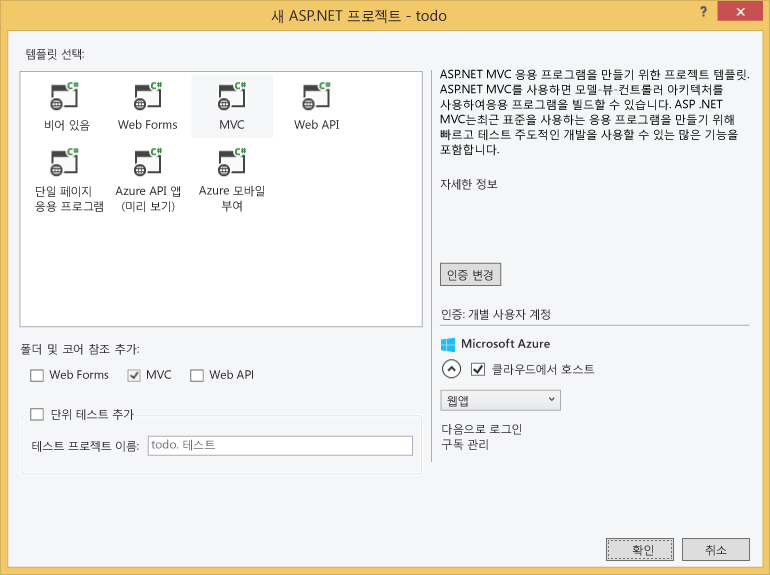 새 ASP.NET 프로젝트 - todo
?
템플릿 선택:
C#
비어 있음
C#
Web Forms
C#
MVC
C#
Web API
C#
단일 페이지
응용 프로그램
C#
Azure API 앱
(미리 보기)
C#
Azure 모바일
부여
ASP.NET MVC 응용 프로그램을 만들기 위한 프로젝트 템플릿.
ASP.NET MVC를 사용하면 모델-뷰-컨트롤러 아키텍처를
사용하여응용 프로그램을 빌드할 수 있습니다. ASP .NET
MVC는최근 표준을 사용하는 응용 프로그램을 만들기 위해
빠르고 테스트 주도적인 개발을 사용할 수 있는 많은 기능을
포함합니다.
자세한 정보
인증 변경
인증: 개별 사용자 계정
폴더 및 코어 참조 추가:
Web Forms
MVC
Web API
단위 테스트 추가
테스트 프로젝트 이름:
todo. 테스트
Microsoft Azure
클라우드에서 호스트
웹앱
다음으로 로그인
구독 관리
확인
취소